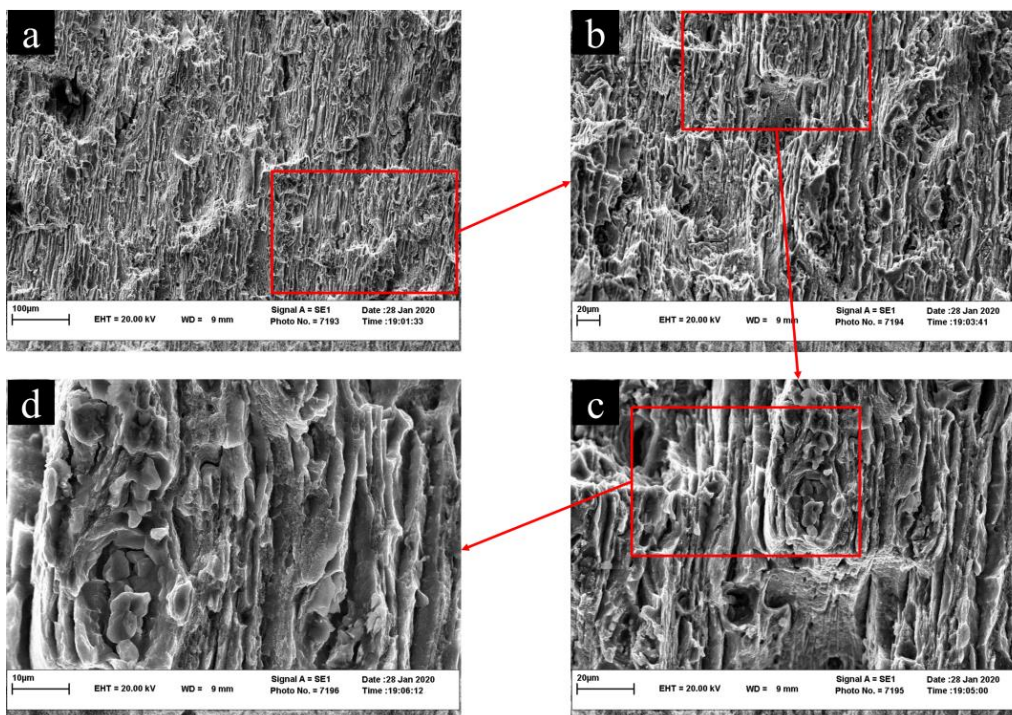 a
100µm
EHT = 20.00 kV
WD = 9 mm
Signal A = SE1
Photo No. = 7193
Date :28 Jan 2020
Time :19:01:33
b
20µm
EHT = 20.00 kV
WD = 9 mm
Signal A = SE1
Photo No. = 7194
Date :28 Jan 2020
Time :19:03:41
d
10µm
EHT = 20.00 kV
WD = 9 mm
Signal A = SE1
Photo No. = 7196
Date :28 Jan 2020
Time :19:06:12
c
20µm
EHT = 20.00 kV
WD = 9 mm
Signal A = SE1
Photo No. = 7195
Date :28 Jan 2020
Time :19:05:00